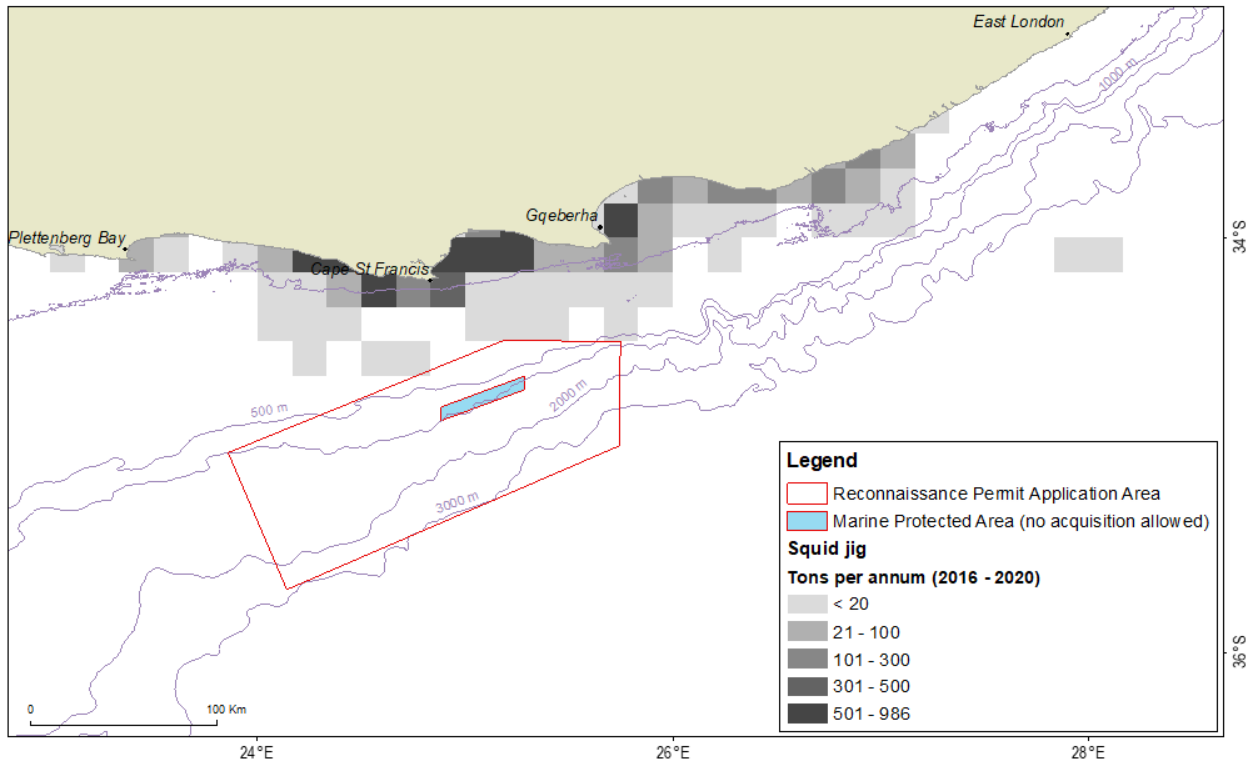 East London
1000 m
Gqeberha
Plettenberg Bay
34°S
Cape St Francis
500 m
2000 m
3000 m
Legend
Reconnaissance Permit Application Area
Marine Protected Area (no acquisition allowed)
Squid jig
Tons per annum (2016 - 2020)
< 20
21 - 100
101 - 300
301 - 500
501 - 986
36°S
0 100 Km
24°E 26°E 28°E